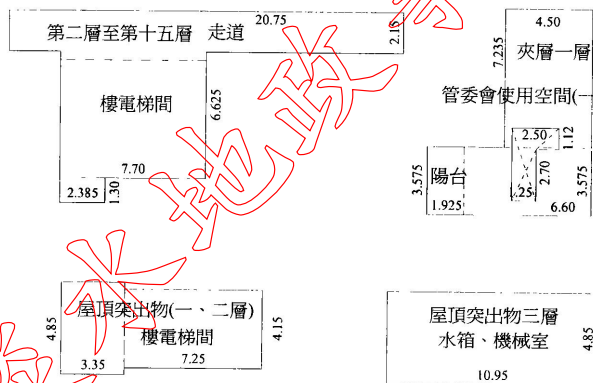 20.75
第二層至第十五層 走道
2.15
樓電梯間
6.625
7.70
2.385
1.30
4.50
7.235
夾層一層
管委會使用空間(一
2.50
1.12
陽台
3.575
1.925
1.25
2.70
3.575
6.60
屋頂突出物(一、二層)
樓電梯間
4.85
4.15
3.35
7.25
屋頂突出物三層
水箱、機械室
4.85
10.95
水地政